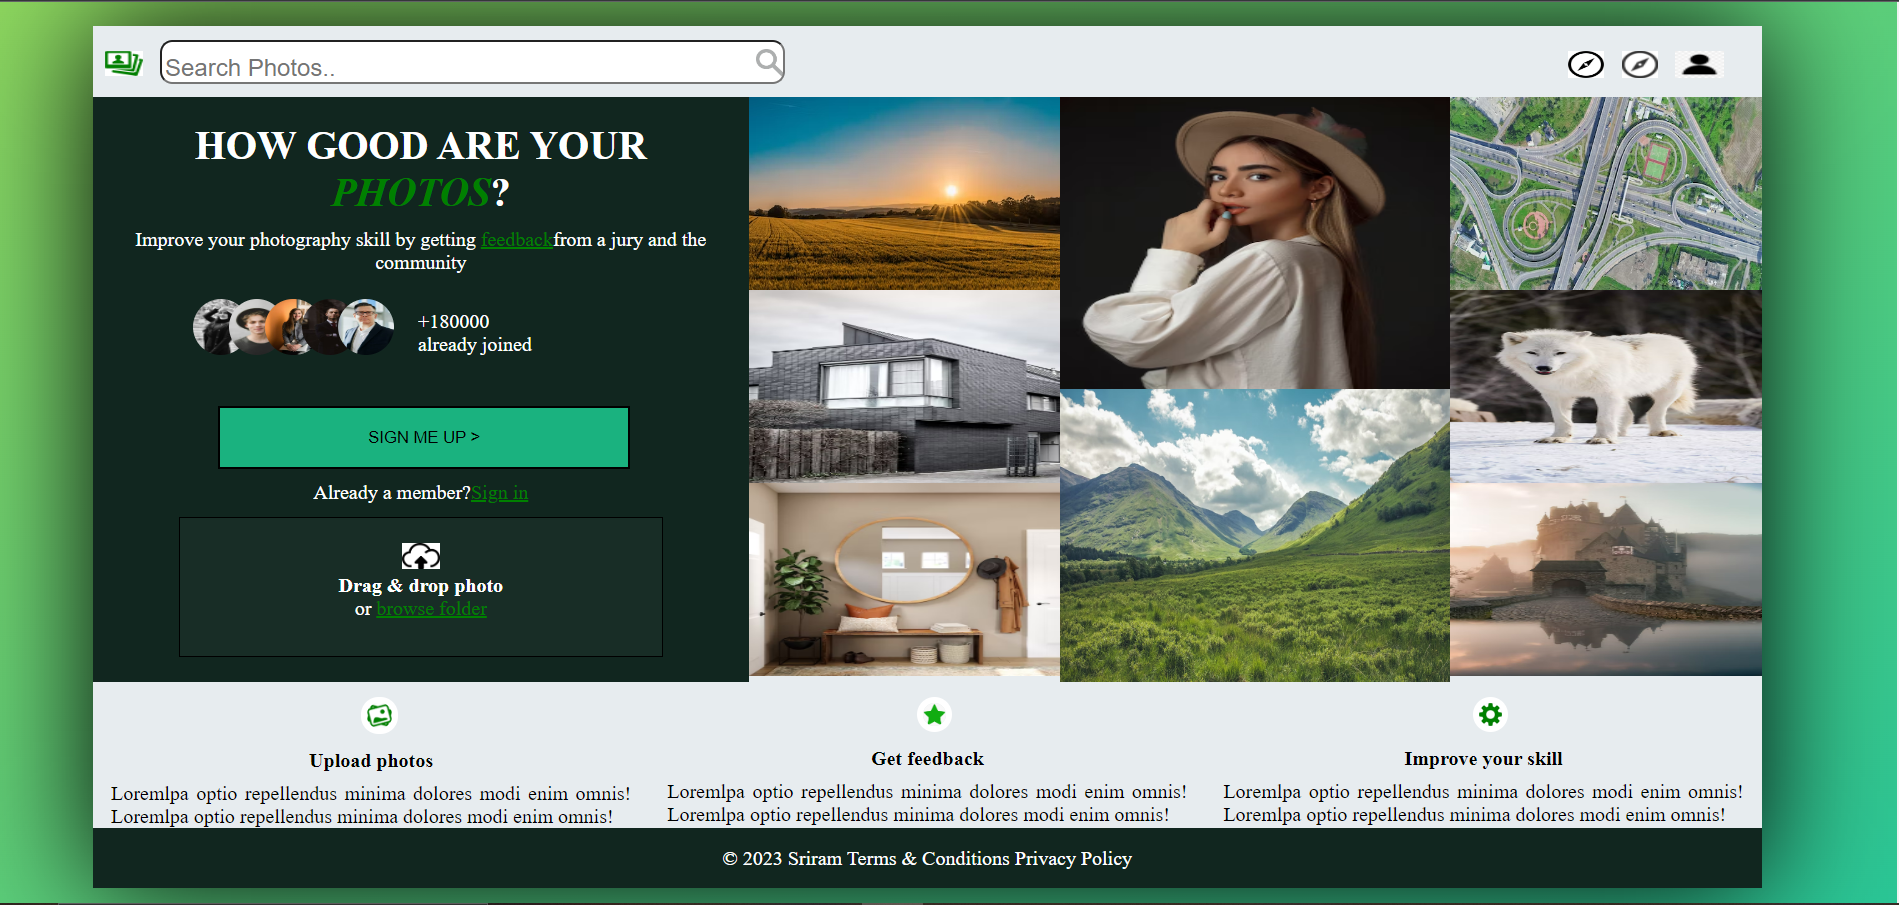 Search Photos..
HOW GOOD ARE YOUR
PHOTOS?
Improve your photography skill by getting feedbackfrom a jury and the
community
+180000
already joined
SIGN ME UP >
Already a member?Sign in
Drag & drop photo
or browse folder
Upload photos
Loremlpa optio repellendus minima dolores modi enim omnis!
Loremlpa optio repellendus minima dolores modi enim omnis!
Get feedback
Loremlpa optio repellendus minima dolores modi enim omnis!
Loremlpa optio repellendus minima dolores modi enim omnis!
Improve your skill
Loremlpa optio repellendus minima dolores modi enim omnis!
Loremlpa optio repellendus minima dolores modi enim omnis!
© 2023 Sriram Terms & Conditions Privacy Policy